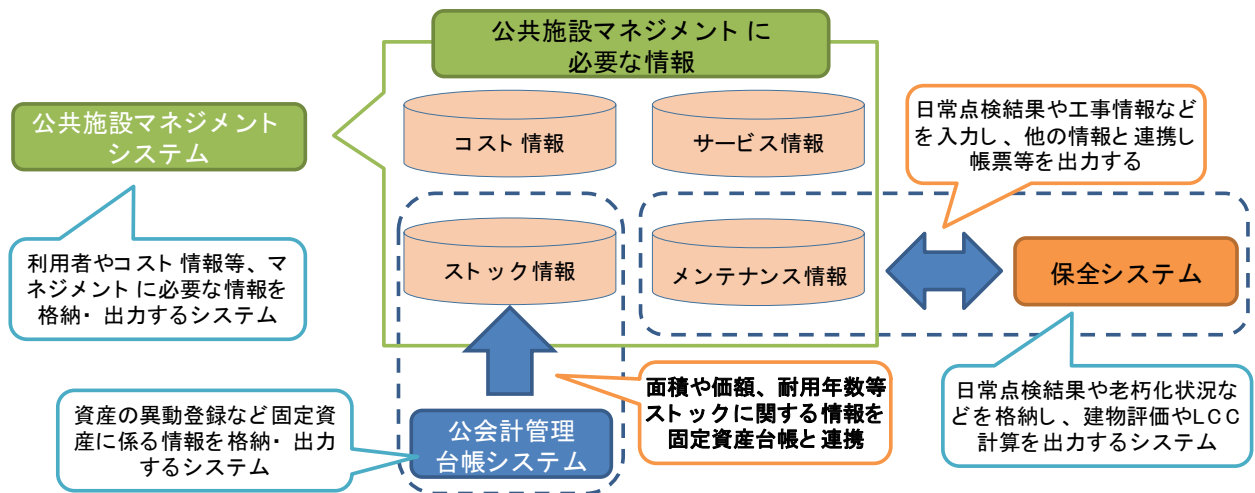 公共施設マネジメントに
必要な情報
公共施設マネジメント
システム
コスト情報
サービス情報
日常点検結果や工事情報など
を入力し、他の情報と連携し
帳票等を出力する
利用者やコスト情報等、マ
ネジメントに必要な情報を
格納・出力するシステム
ストック情報
メンテナンス情報
保全システム
資産の異動登録など固定資
産に係る情報を格納・出力
するシステム
公会計管理
台帳システム
面積や価額、耐用年数等
ストックに関する情報を
固定資産台帳と連携
日常点検結果や老朽化状況な
どを格納し、建物評価やLCC
計算を出力するシステム